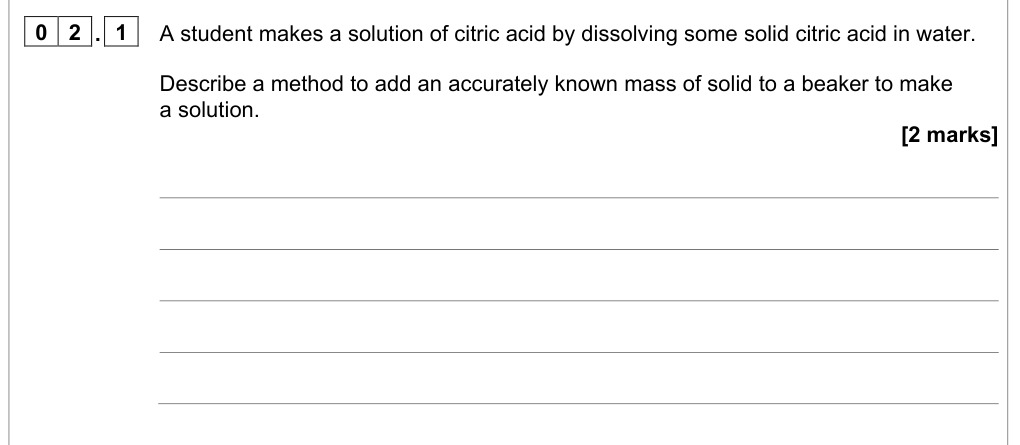 0 2 . 1 A student makes a solution of citric acid by dissolving some solid citric acid in water.
Describe a method to add an accurately known mass of solid to a beaker to make
a solution.
[2 marks]